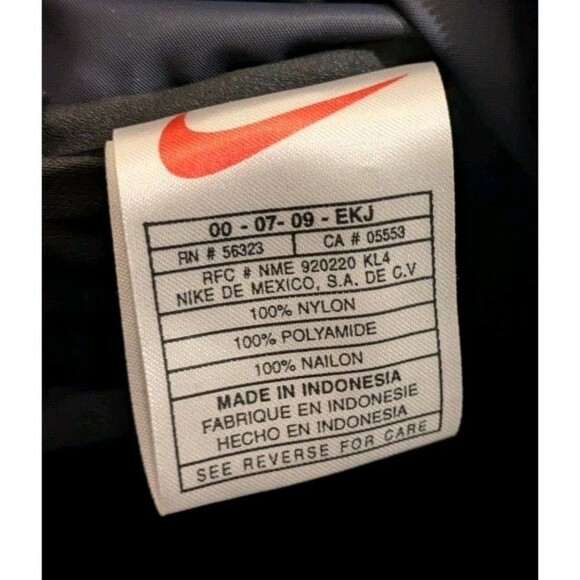 00 - 07- 09 - EKJ
RN # 56323 CA # 05553
RFC # NME 920220 KL4
NIKE DE MEXICO, S.A. DE C.V
100% NYLON
100% POLYAMIDE
100% NAILON
MADE IN INDONESIA
FABRIQUE EN INDONESIE
HECHO EN INDONESIA
SEE REVERSE FOR CARE